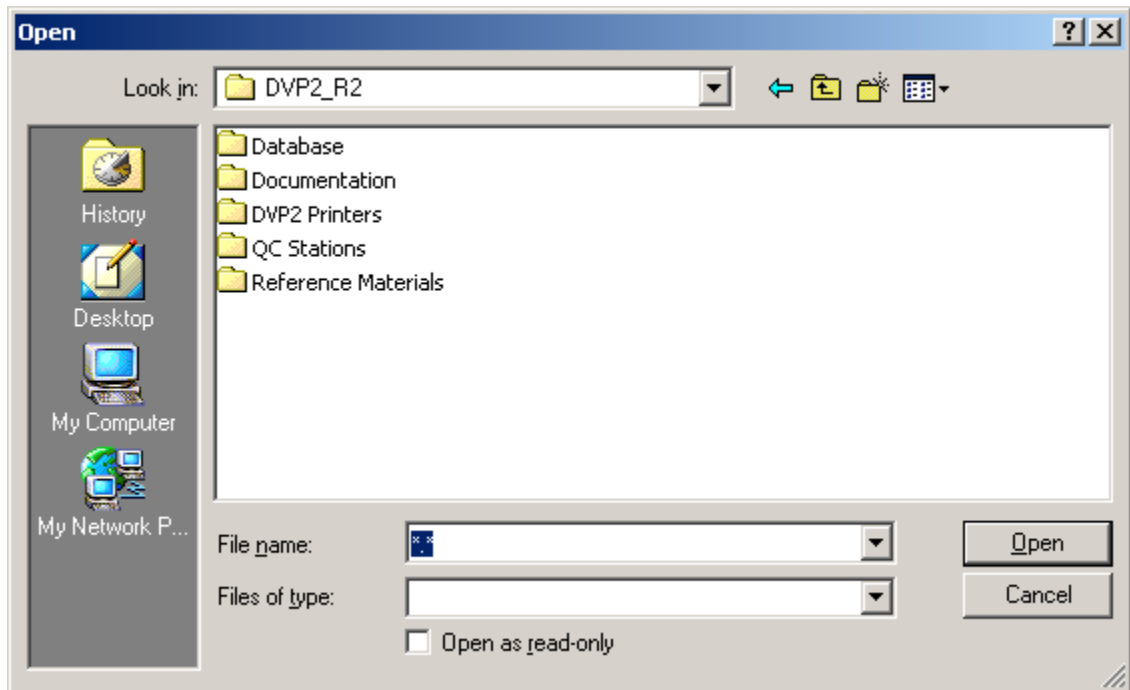 Open
Look in:
DVP2_R2
History
Desktop
My Computer
My Network P...
Database
Documentation
DVP2 Printers
QC Stations
Reference Materials
File name:
*.*
Open
Files of type:
Cancel
Open as read-only